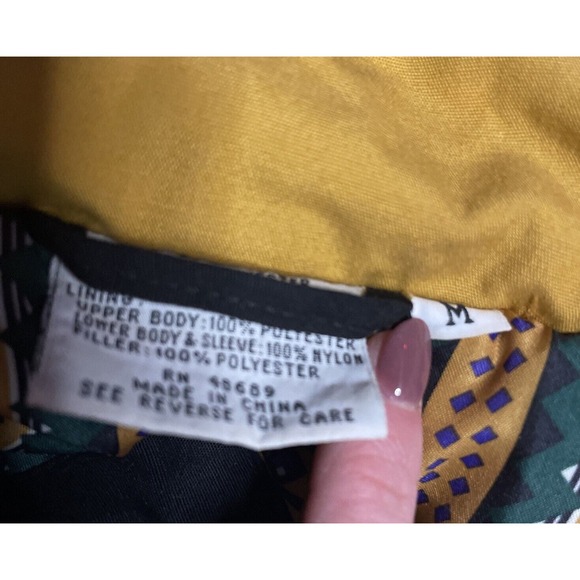 M
LINING:
UPPER BODY: 100% POLYESTER
LOWER BODY & SLEEVE: 100% NYLON
FILLER: 100% POLYESTER
RN 48689
MADE IN CHINA
SEE REVERSE FOR CARE